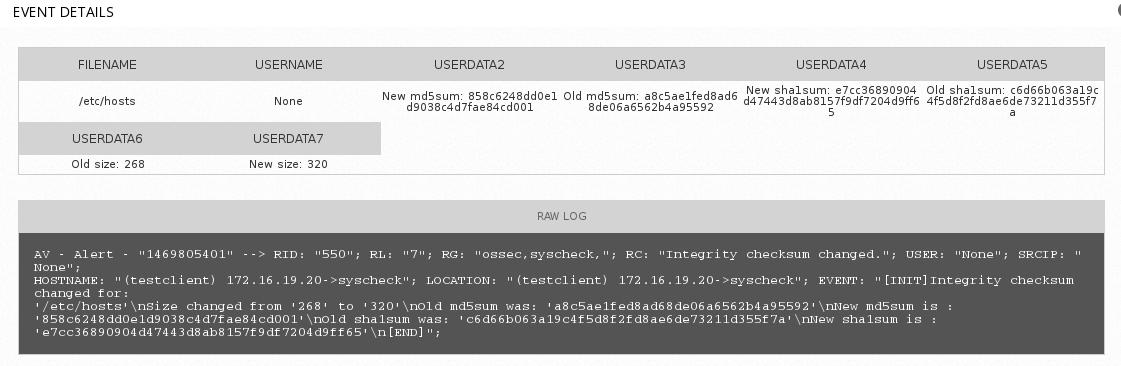 EVENT DETAILS
FILENAME USERNAME USERDATA2 USERDATA3 USERDATA4 USERDATA5
/etc/hosts None New md5sum: 858c6248dd0e1d9038c4d7fae84cd001 Old md5sum: a8c5ae1fed8ad68de06a6562b4a95592 New sha1sum: e7cc36890904d47443d8ab8157f9df7204d9ff65 Old sha1sum: c6d66b063a19c4f5d8f2fd8ae6de73211d355f7a
USERDATA6 USERDATA7
Old size: 268 New size: 320
RAW LOG
AV - Alert - "1469805401" --> RID: "550"; RL: "7"; RG: "ossec,syscheck,"; RC: "Integrity checksum changed."; USER: "None"; SRCIP: "
None";
HOSTNAME: "(testclient) 172.16.19.20->syscheck"; LOCATION: "(testclient) 172.16.19.20->syscheck"; EVENT: "[INIT]Integrity checksum
changed for:
'/etc/hosts'\nSize changed from '268' to '320'\nOld md5sum was: 'a8c5ae1fed8ad68de06a6562b4a95592'\nNew md5sum is :
'858c6248dd0e1d9038c4d7fae84cd001'\nOld sha1sum was: 'c6d66b063a19c4f5d8f2fd8ae6de73211d355f7a'\nNew sha1sum is :
'e7cc36890904d47443d8ab8157f9df7204d9ff65'\n[END]";